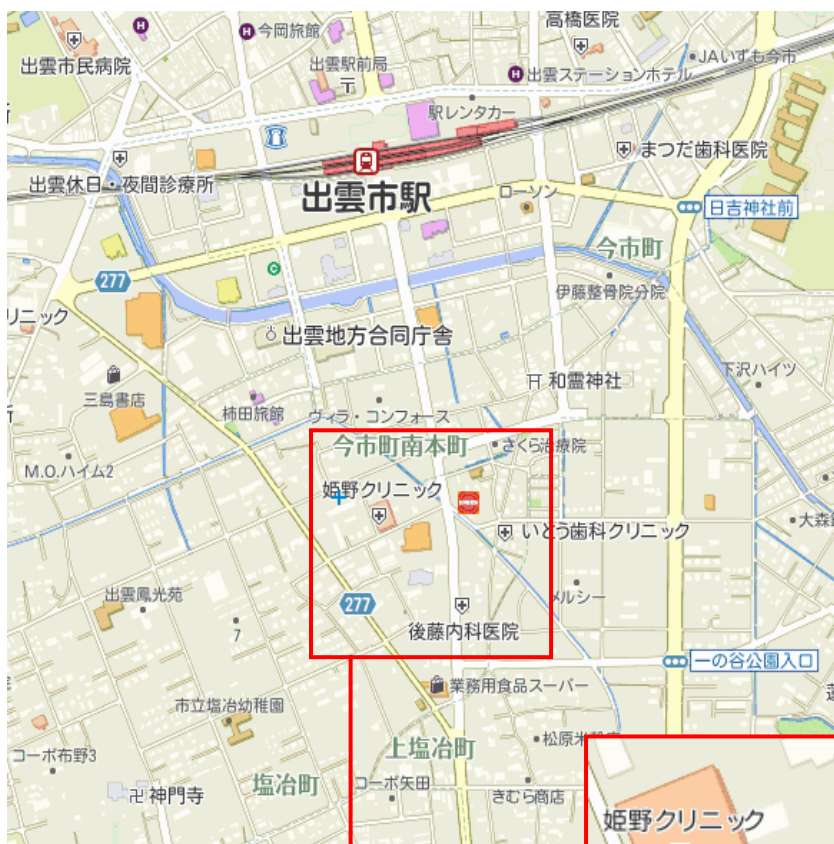 高橋医院
今岡旅館
出雲市民病院
出雲駅前局
JAいずも今市
出雲ステーションホテル
駅レンタカー
まつだ歯科医院
出雲休日・夜間診療所
出雲市駅
ローソン
日吉神社前
今市町
277
伊藤整骨院分院
リニック
出雲地方合同庁舎
下沢ハイツ
和霊神社
三島書店
柿田旅館
ヴィラ・コンフォース
今市町南本町
さくら治療院
M.O.ハイム2
姫野クリニック
いとう歯科クリニック
大森
出雲鳳光苑
277
メルシー
7
後藤内科医院
一の谷公園入口
業務用食品スーパー
市立塩冶幼稚園
上塩冶町
松原米
コーポ布野3
塩冶町
コーポ矢田
神門寺
きむら商店
姫野クリニック